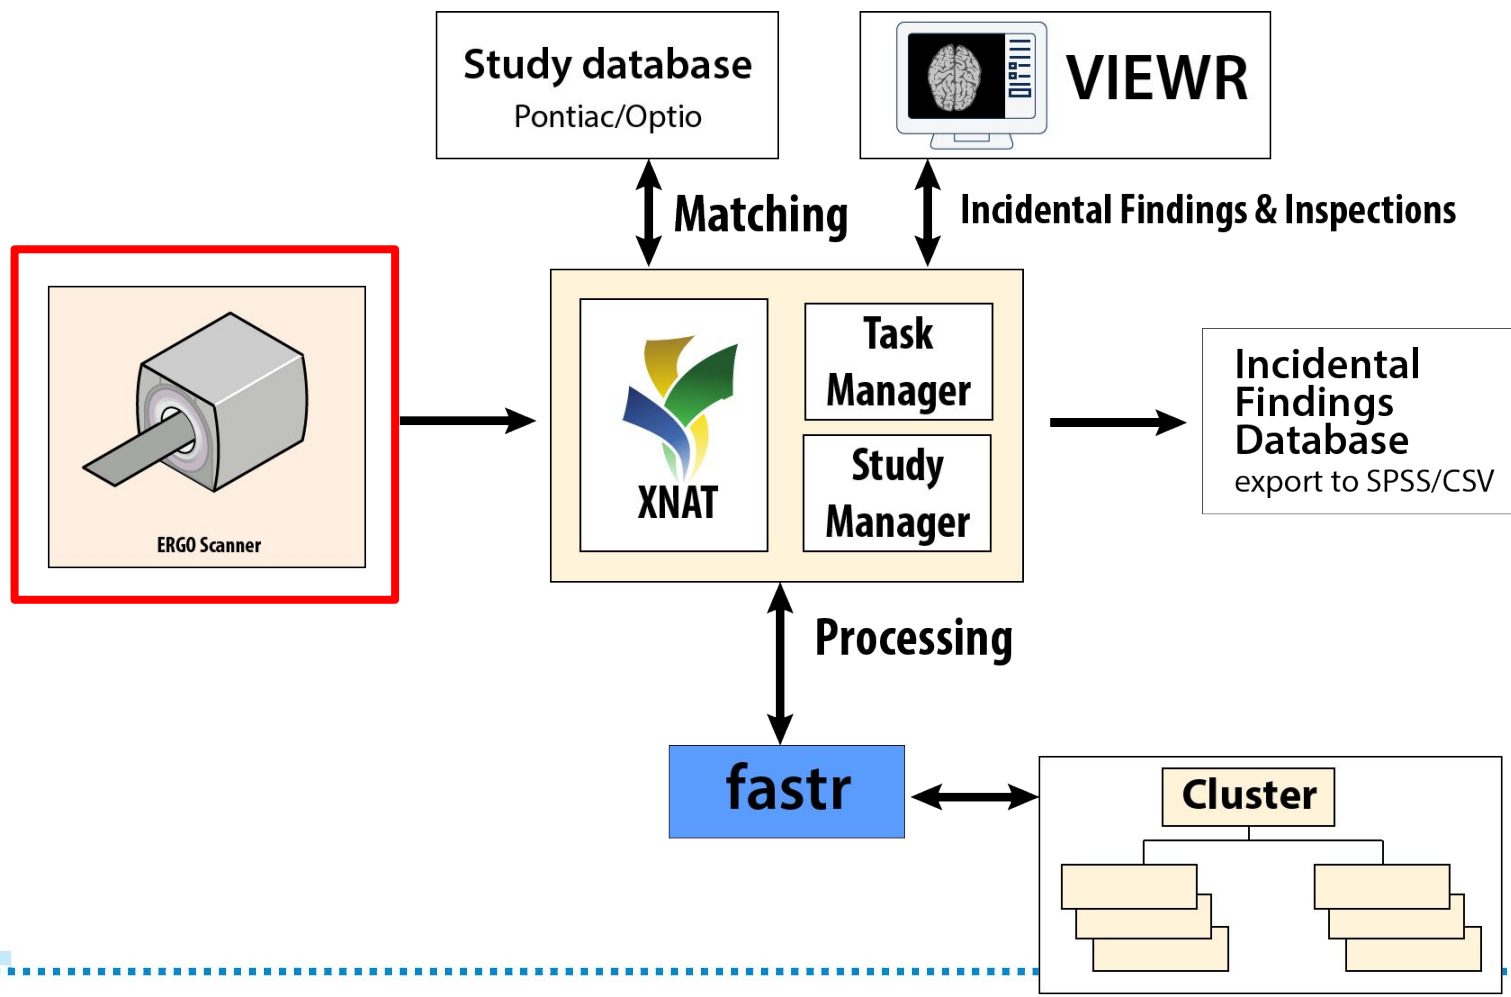 Study database
Pontiac/Optio
VIEWR
Matching
Incidental Findings & Inspections
ERGO Scanner
XNAT
Task
Manager
Study
Manager
Incidental
Findings
Database
export to SPSS/CSV
Processing
fastr
Cluster